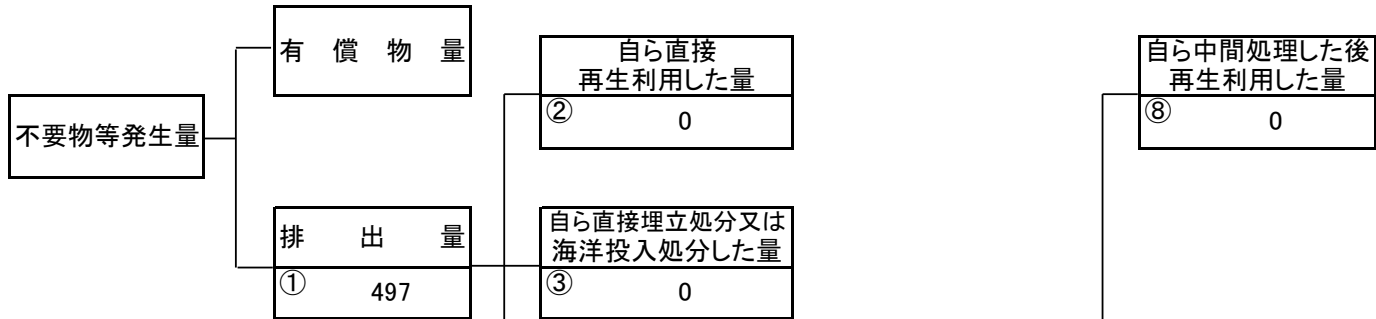 有償物量
自ら直接
再生利用した量
② 0
自ら中間処理した後
再生利用した量
⑧ 0
不要物等発生量
排出量
① 497
自ら直接埋立処分又は
海洋投入処分した量
③ 0